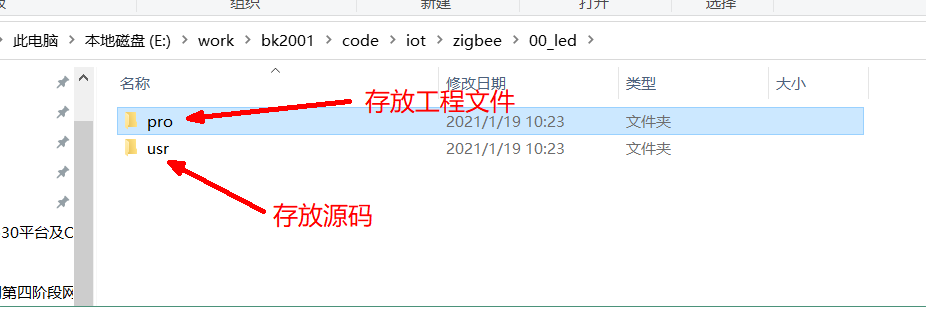 组织
新建
打开
选择
此电脑 > 本地磁盘 (E:) > work > bk2001 > code > iot > zigbee > 00_led >
名称 修改日期 类型 大小
存放工程文件
pro 2021/1/19 10:23 文件夹
usr 2021/1/19 10:23 文件夹
存放源码
30平台及C
第四阶段网